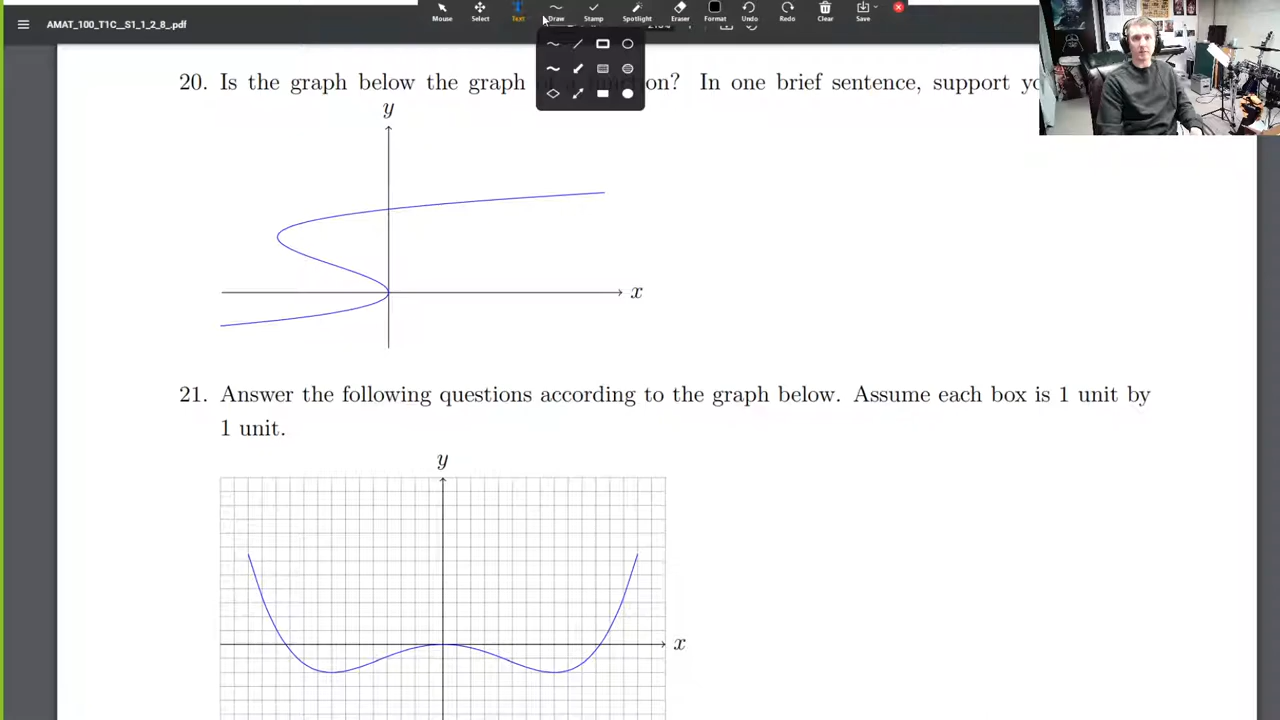 Mouse Select Text Draw Stamp Spotlight Eraser Format Undo Redo Clear Save
AMAT_100_T1C__S1_1_2_8_.pdf
20. Is the graph below the graph on? In one brief sentence, support
y
x
21. Answer the following questions according to the graph below. Assume each box is 1 unit by
1 unit.
y
x